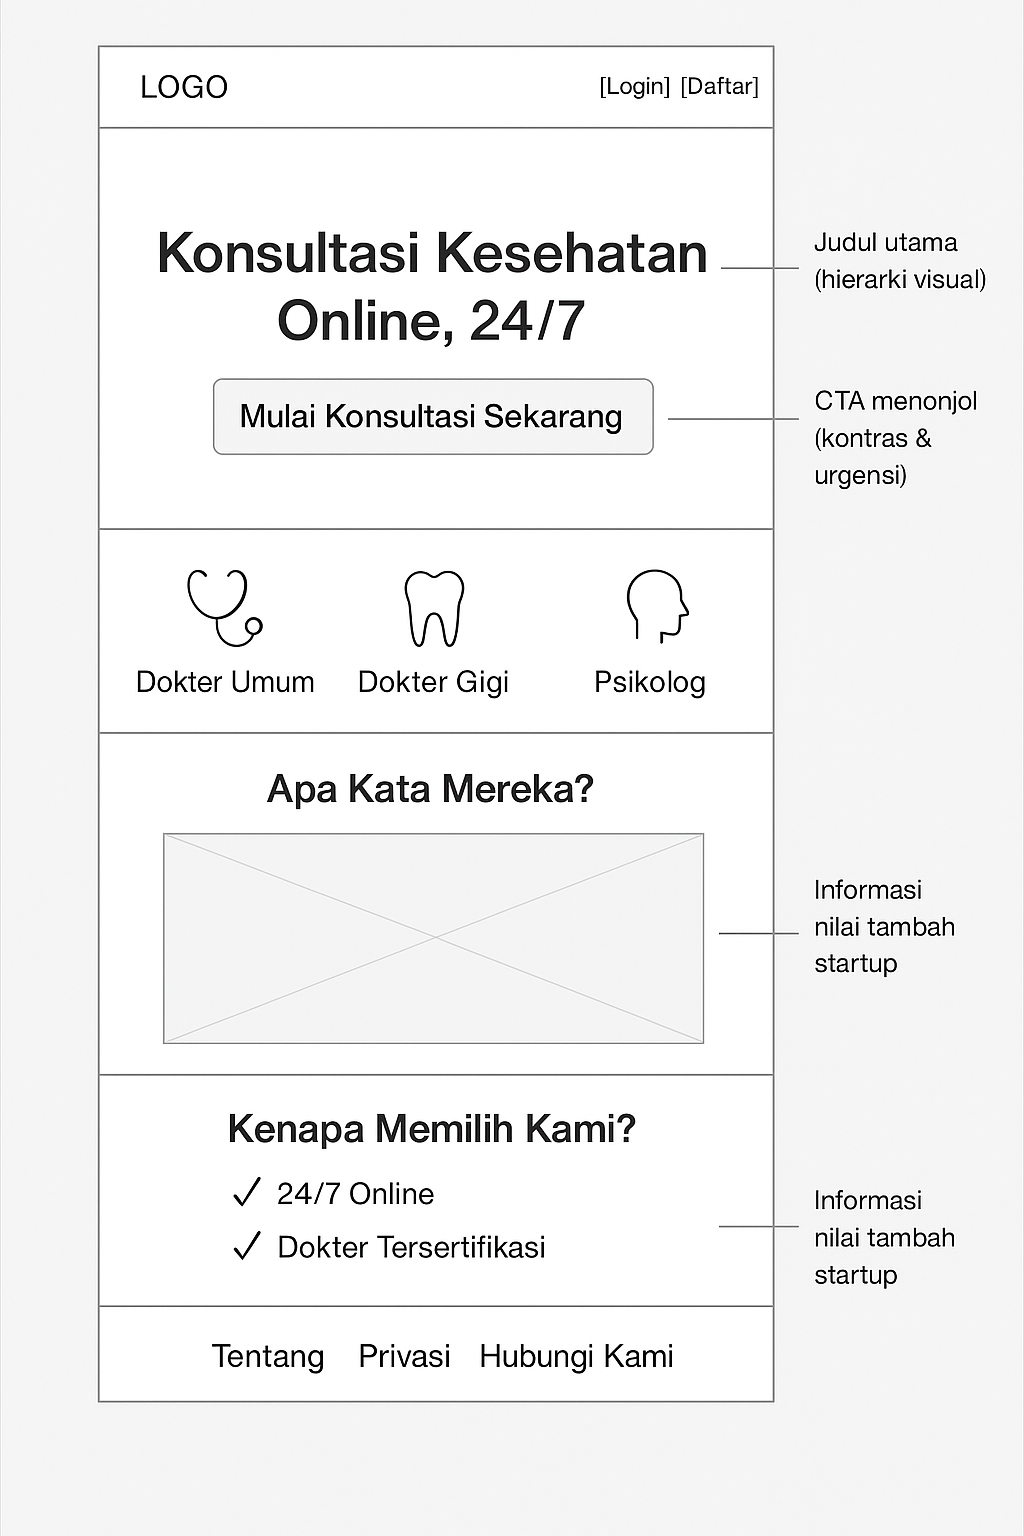 LOGO
[Login] [Daftar]
Konsultasi Kesehatan
Online, 24/7
Judul utama
(hierarki visual)
Mulai Konsultasi Sekarang
CTA menonjol
(kontras &
urgensi)
Dokter Umum
Dokter Gigi
Psikolog
Apa Kata Mereka?
Informasi
nilai tambah
startup
Kenapa Memilih Kami?
✓ 24/7 Online
✓ Dokter Tersertifikasi
Informasi
nilai tambah
startup
Tentang Privasi Hubungi Kami